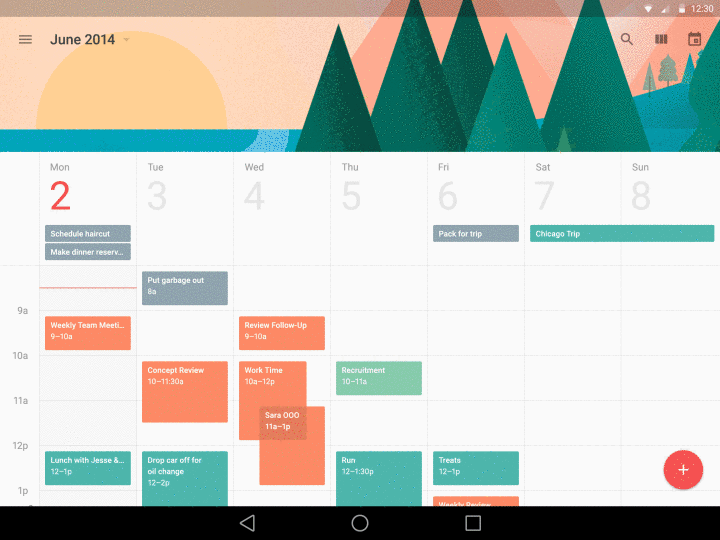 12:30
June 2014
Mon Tue Wed Thu Fri Sat Sun
2 3 4 5 6 7 8
Schedule haircut
Pack for trip
Chicago Trip
Make dinner reserv...
Put garbage out
8a
9a
Weekly Team Meeti...
9–10a
Review Follow-Up
9–10a
10a
Concept Review
10–11:30a
Work Time
10a–12p
Recruitment
10–11a
11a
Sara OOO
11a–1p
12p
Lunch with Jesse &...
12–1p
Drop car off for
oil change
12–2p
Run
12–1:30p
Treats
12–1p
1p
Weekly Review